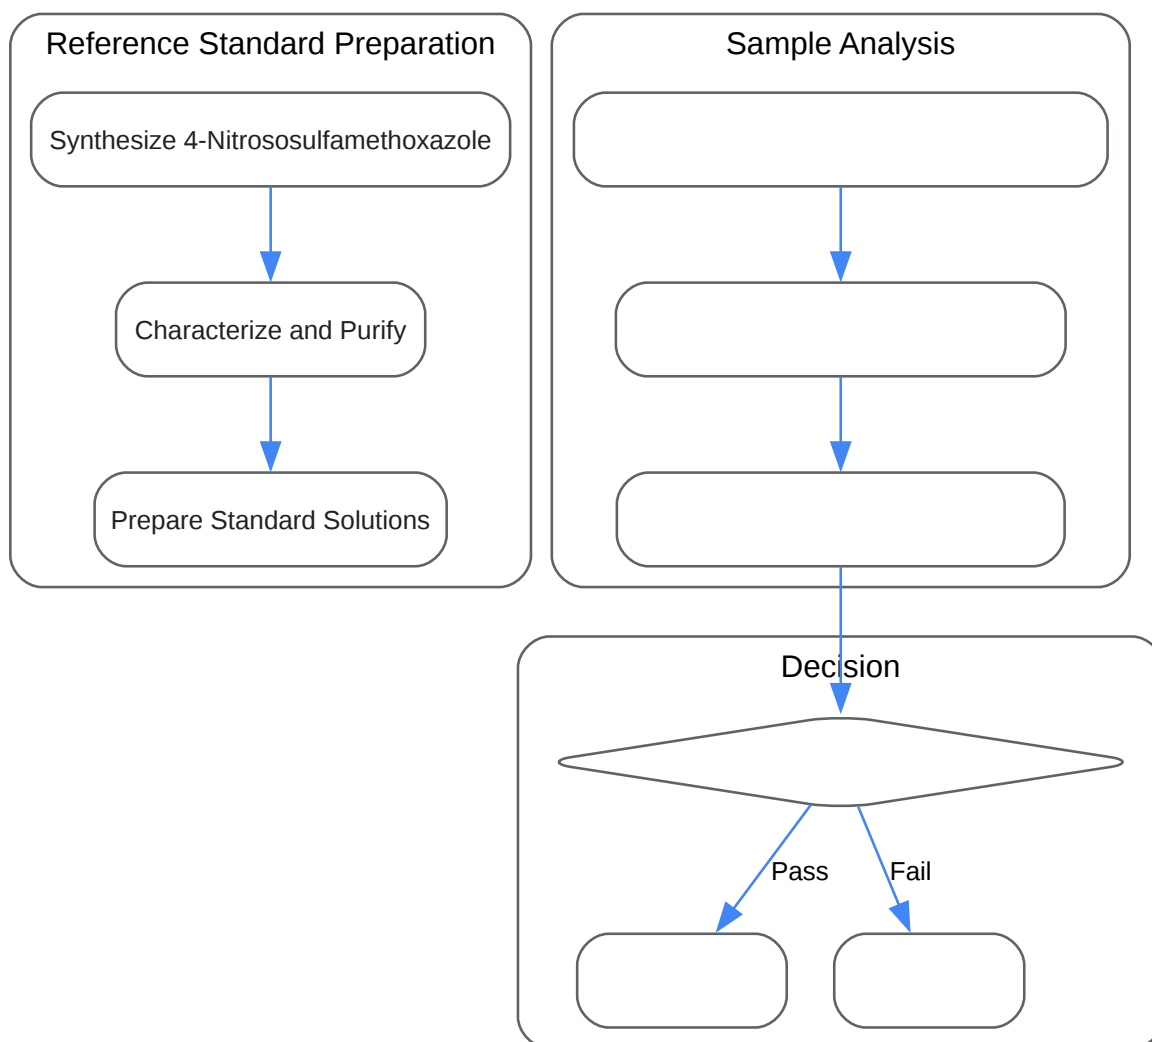 Reference Standard Preparation
Synthesize 4-Nitrososulfamethoxazole
Characterize and Purify
Prepare Standard Solutions
Sample Analysis
Decision
Pass
Fail